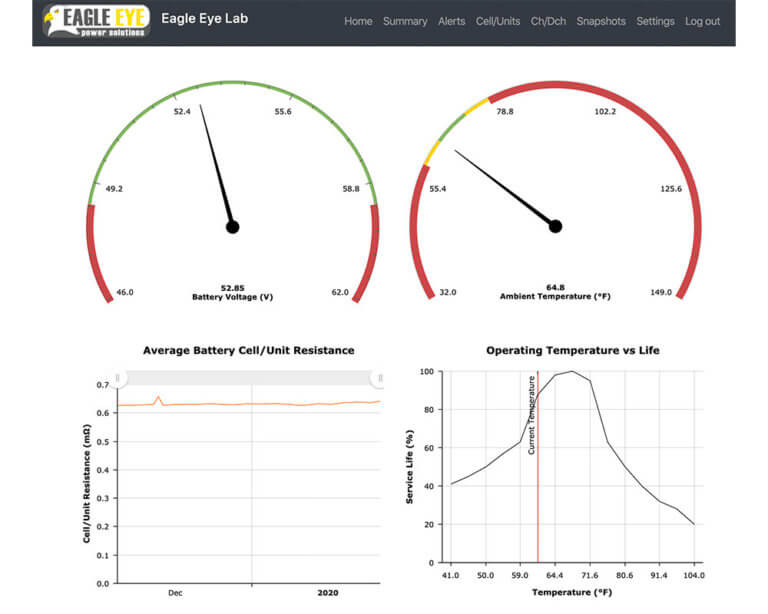 EAGLE EYE
power solutions
Eagle Eye Lab
Home Summary Alerts Cell/Units Ch/Dch Snapshots Settings Log out
52.4
55.6
49.2
58.8
46.0
62.0
52.85
Battery Voltage (V)
78.8
102.2
55.4
125.6
32.0
149.0
64.8
Ambient Temperature (°F)
Average Battery Cell/Unit Resistance
Cell/Unit Resistance (mΩ)
0.7
0.6
0.5
0.4
0.3
0.2
0.1
0.0
Dec
2020
Operating Temperature vs Life
Service Life (%)
100
80
60
40
20
0
Current Temperature
41.0 50.0 59.0 64.4 71.6 80.6 91.4 104.0
Temperature (°F)